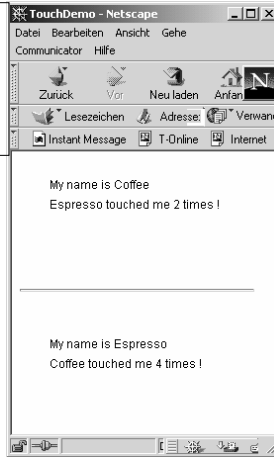 TouchDemo - Netscape
Datei Bearbeiten Ansicht Gehe
Communicator Hilfe
Zurück Vor Neu laden Anfan
N
Lesezeichen Adresse: Verwand
Instant Message T-Online Internet
My name is Coffee
Espresso touched me 2 times !
My name is Espresso
Coffee touched me 4 times !